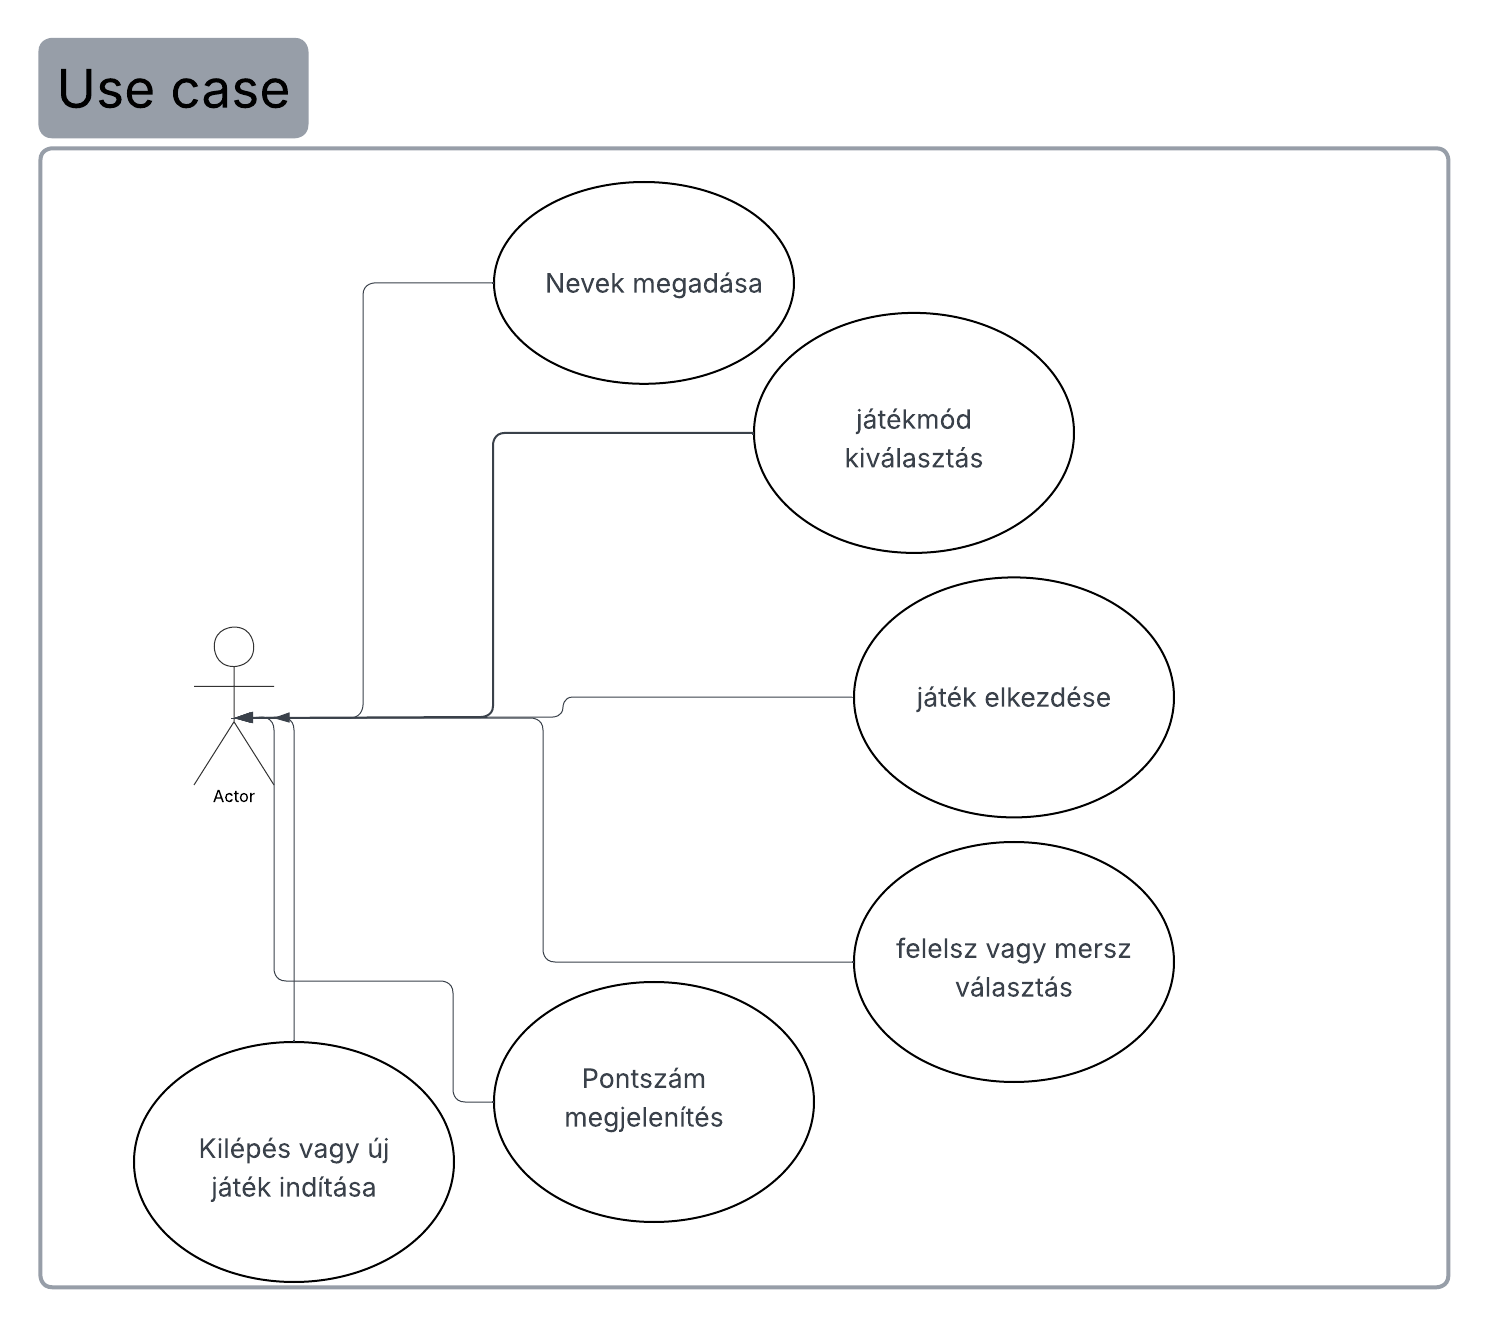 Use case
Nevek megadása
játékmód
kiválasztás
játék elkezdése
Actor
felelsz vagy mersz
választás
Pontszám
megjelenítés
Kilépés vagy új
játék indítása